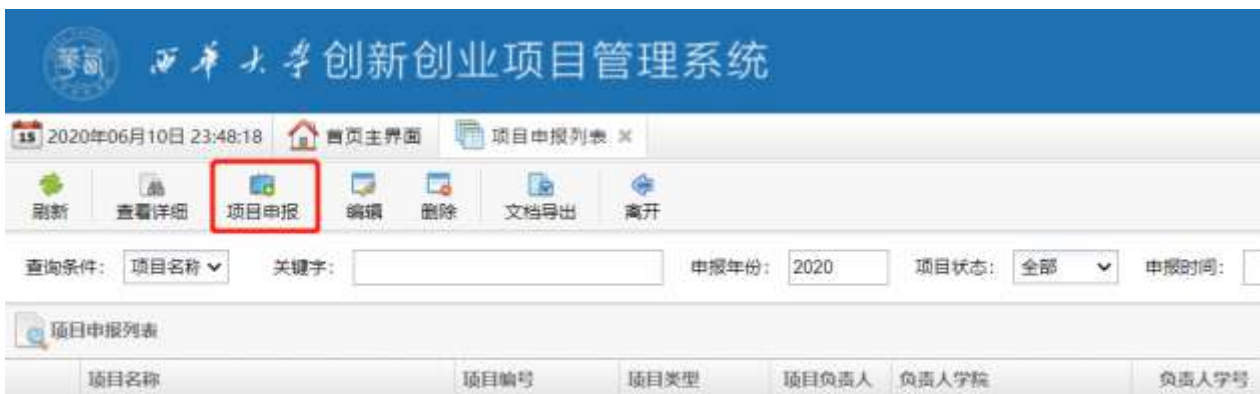 西华大学创新创业项目管理系统
15 2020年06月10日 23:48:18 首页主界面 项目申报列表 ×
刷新 查看详细 项目申报 编辑 删除 文档导出 离开
查询条件: 项目名称 关键字: 申报年份: 2020 项目状态: 全部 申报时间:
项目申报列表
项目名称 项目编号 项目类型 项目负责人 负责人学院 负责人学号